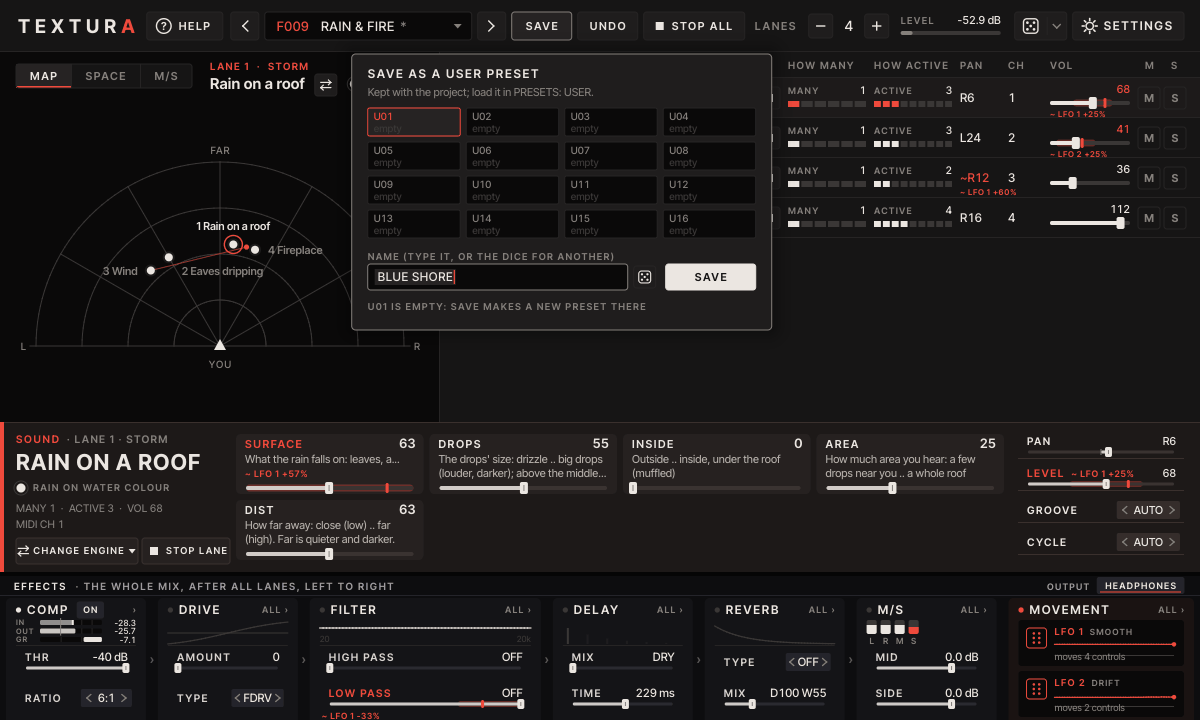 TEXTURA
HELP
F009 RAIN & FIRE *
SAVE
UNDO
STOP ALL
LANES
4
LEVEL -52.9 dB
SETTINGS
MAP
SPACE
M/S
LANE 1 · STORM
Rain on a roof
FAR
1 Rain on a roof
4 Fireplace
3 Wind
2 Eaves dripping
L
R
YOU
SAVE AS A USER PRESET
Kept with the project; load it in PRESETS: USER.
U01 empty
U02 empty
U03 empty
U04 empty
U05 empty
U06 empty
U07 empty
U08 empty
U09 empty
U10 empty
U11 empty
U12 empty
U13 empty
U14 empty
U15 empty
U16 empty
NAME (TYPE IT, OR THE DICE FOR ANOTHER)
BLUE SHORE
SAVE
U01 IS EMPTY: SAVE MAKES A NEW PRESET THERE
HOW MANY HOW ACTIVE PAN CH VOL M S
MANY 1 ACTIVE 3 R6 1 68 M S
~ LFO 1 +25%
MANY 1 ACTIVE 3 L24 2 41 M S
~ LFO 2 +25%
MANY 1 ACTIVE 2 ~R12 3 36 M S
~ LFO 1 +60%
MANY 1 ACTIVE 4 R16 4 112 M S
SOUND · LANE 1 · STORM
RAIN ON A ROOF
RAIN ON WATER COLOUR
MANY 1 · ACTIVE 3 · VOL 68
MIDI CH 1
CHANGE ENGINE
STOP LANE
SURFACE 63
What the rain falls on: leaves, a...
~ LFO 1 +57%
DROPS 55
The drops' size: drizzle .. big drops
(louder, darker); above the middle...
INSIDE 0
Outside .. inside, under the roof
(muffled)
AREA 25
How much area you hear: a few
drops near you .. a whole roof
DIST 63
How far away: close (low) .. far
(high). Far is quieter and darker.
PAN R6
LEVEL ~ LFO 1 +25% 68
GROOVE < AUTO >
CYCLE < AUTO >
EFFECTS · THE WHOLE MIX, AFTER ALL LANES, LEFT TO RIGHT
OUTPUT HEADPHONES
COMP ON ›
IN -28.3
OUT -25.7
GR -7.1
THR -40 dB
RATIO < 6:1 >
DRIVE ALL ›
AMOUNT 0
TYPE < FDRV >
FILTER ALL ›
20 20k
HIGH PASS OFF
LOW PASS OFF
~ LFO 1 -33%
DELAY ALL ›
MIX DRY
TIME 229 ms
REVERB ALL ›
TYPE < OFF >
MIX D100 W55
M/S ALL ›
L R M S
MID 0.0 dB
SIDE 0.0 dB
MOVEMENT ALL ›
LFO 1 SMOOTH
moves 4 controls
LFO 2 DRIFT
moves 2 controls